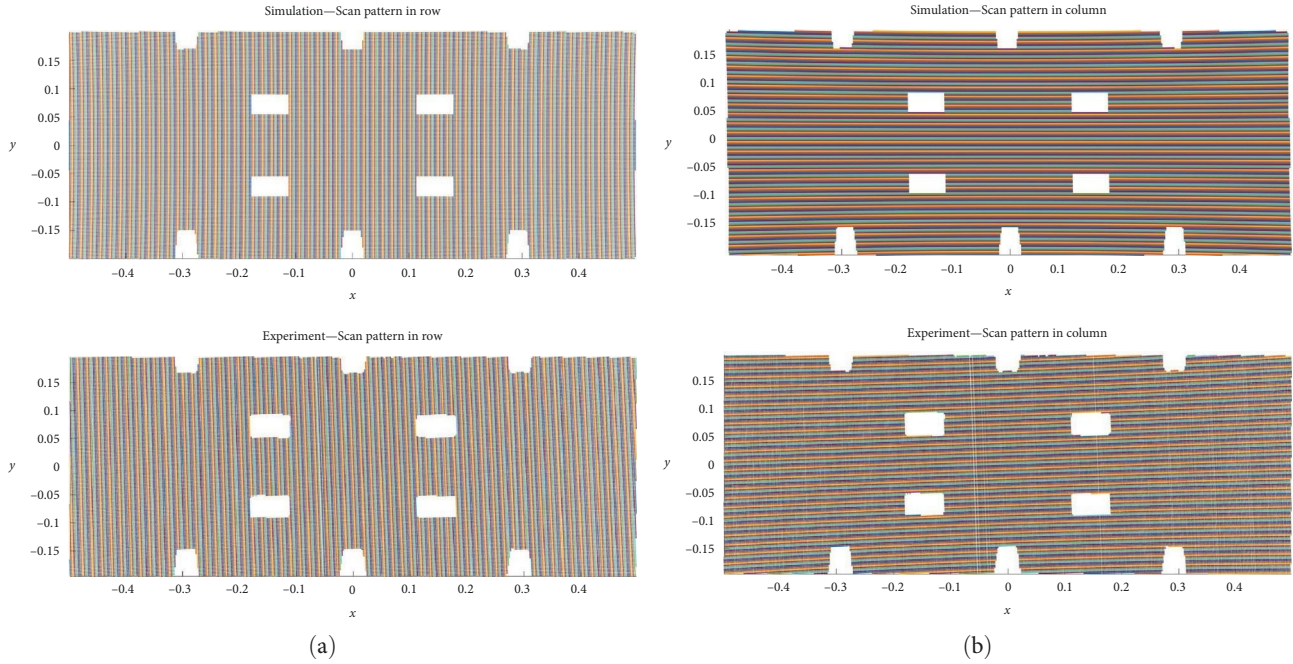 Simulation—Scan pattern in row
0.15
0.1
0.05
y 0
−0.05
−0.1
−0.15
−0.4 −0.3 −0.2 −0.1 0 0.1 0.2 0.3 0.4
x
Experiment—Scan pattern in row
0.15
0.1
0.05
y 0
−0.05
−0.1
−0.15
−0.4 −0.3 −0.2 −0.1 0 0.1 0.2 0.3 0.4
x
(a)
Simulation—Scan pattern in column
0.15
0.1
0.05
y 0
−0.05
−0.1
−0.15
−0.4 −0.3 −0.2 −0.1 0 0.1 0.2 0.3 0.4
x
Experiment—Scan pattern in column
0.15
0.1
0.05
y 0
−0.05
−0.1
−0.15
−0.4 −0.3 −0.2 −0.1 0 0.1 0.2 0.3 0.4
x
(b)